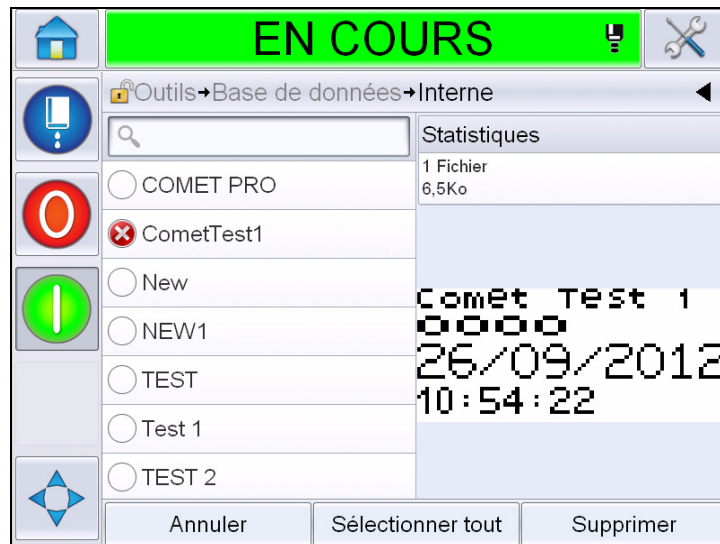 EN COURS
Outils→Base de données→Interne
Statistiques
1 Fichier
6,5Ko
COMET PRO
CometTest1
New
NEW1
TEST
Test 1
TEST 2
Comet Test 1
0000
26/09/2012
10:54:22
Annuler
Sélectionner tout
Supprimer